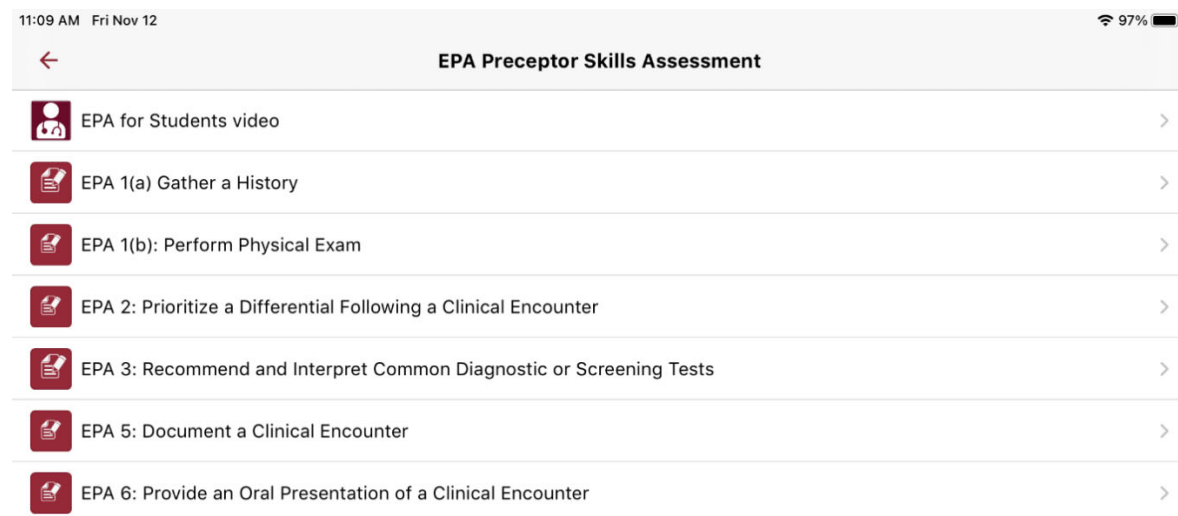 11:09 AM Fri Nov 12 97%
EPA Preceptor Skills Assessment
EPA for Students video
EPA 1(a) Gather a History
EPA 1(b): Perform Physical Exam
EPA 2: Prioritize a Differential Following a Clinical Encounter
EPA 3: Recommend and Interpret Common Diagnostic or Screening Tests
EPA 5: Document a Clinical Encounter
EPA 6: Provide an Oral Presentation of a Clinical Encounter